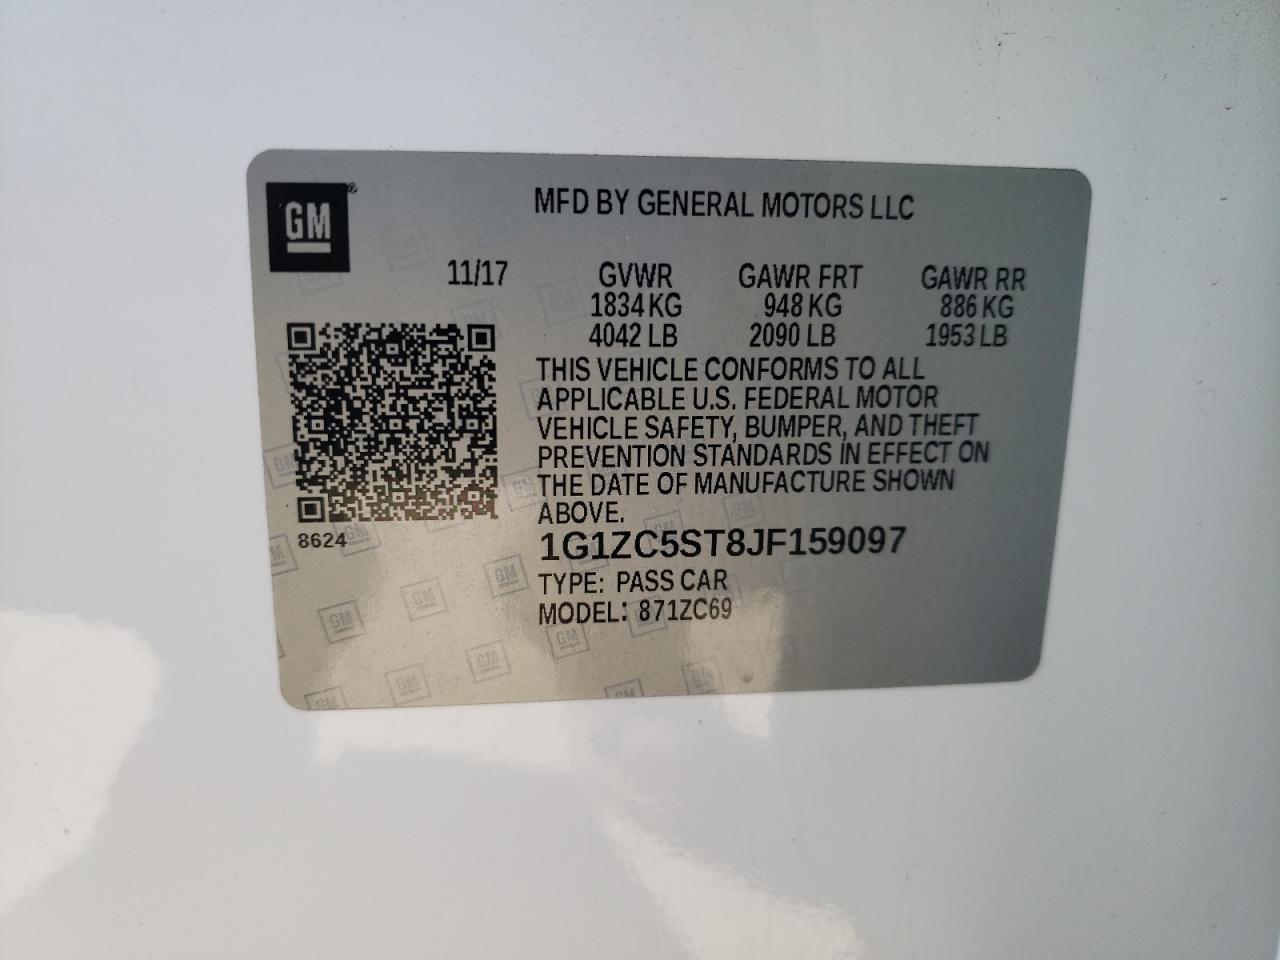 GM®
MFD BY GENERAL MOTORS LLC
11/17 GVWR GAWR FRT GAWR RR
1834 KG 948 KG 886 KG
4042 LB 2090 LB 1953 LB
THIS VEHICLE CONFORMS TO ALL
APPLICABLE U.S. FEDERAL MOTOR
VEHICLE SAFETY, BUMPER, AND THEFT
PREVENTION STANDARDS IN EFFECT ON
THE DATE OF MANUFACTURE SHOWN
ABOVE.
8624
1G1ZC5ST8JF159097
TYPE: PASS CAR
MODEL: 871ZC69